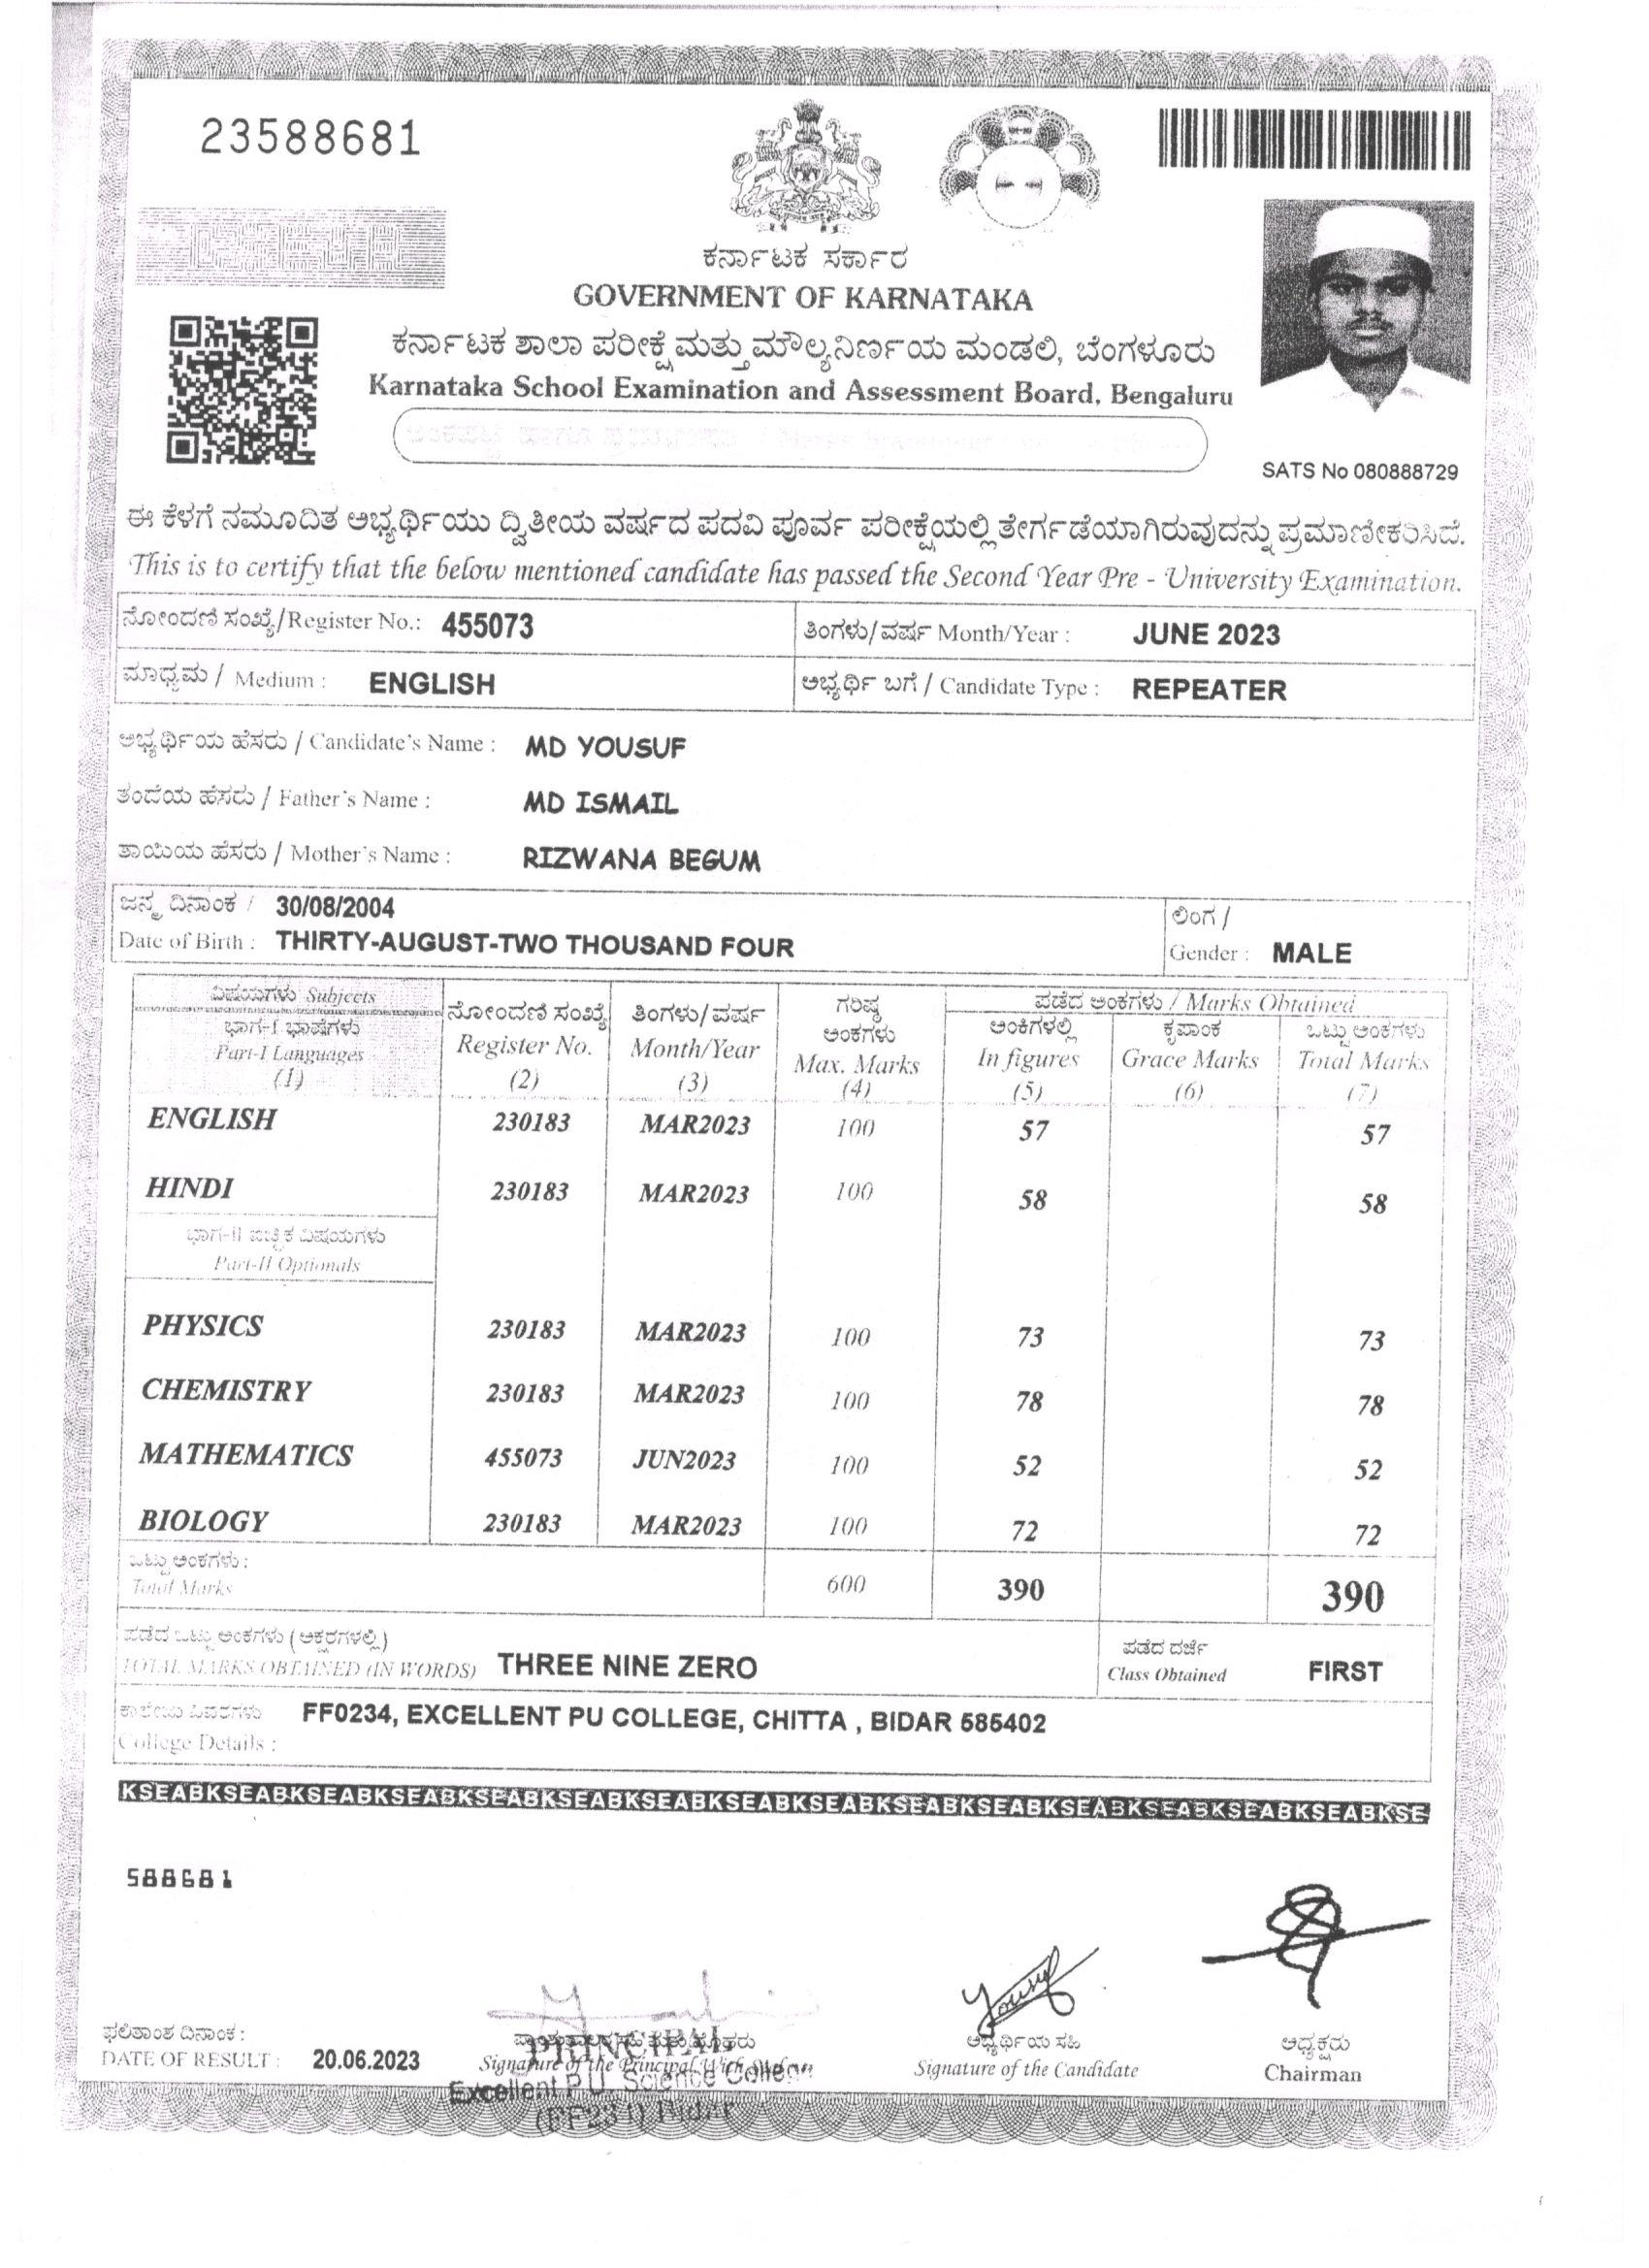 23588681
ಕರ್ನಾಟಕ ಸರ್ಕಾರ
GOVERNMENT OF KARNATAKA
ಕರ್ನಾಟಕ ಶಾಲಾ ಪರೀಕ್ಷೆ ಮತ್ತು ಮೌಲ್ಯನಿರ್ಣಯ ಮಂಡಲಿ, ಬೆಂಗಳೂರು
Karnataka School Examination and Assessment Board, Bengaluru
SATS No 080888729
ಈ ಕೆಳಗೆ ನಮೂದಿತ ಅಭ್ಯರ್ಥಿಯು ದ್ವಿತೀಯ ವರ್ಷದ ಪದವಿ ಪೂರ್ವ ಪರೀಕ್ಷೆಯಲ್ಲಿ ತೇರ್ಗಡೆಯಾಗಿರುವುದನ್ನು ಪ್ರಮಾಣೀಕರಿಸಿದೆ.
This is to certify that the below mentioned candidate has passed the Second Year Pre - University Examination.
ನೋಂದಣಿ ಸಂಖ್ಯೆ/Register No.: 455073 ತಿಂಗಳು/ವರ್ಷ Month/Year : JUNE 2023
ಮಾಧ್ಯಮ / Medium : ENGLISH ಅಭ್ಯರ್ಥಿ ಬಗೆ / Candidate Type : REPEATER
ಅಭ್ಯರ್ಥಿಯ ಹೆಸರು / Candidate's Name : MD YOUSUF
ತಂದೆಯ ಹೆಸರು / Father's Name : MD ISMAIL
ತಾಯಿಯ ಹೆಸರು / Mother's Name : RIZWANA BEGUM
ಜನ್ಮ ದಿನಾಂಕ / 30/08/2004 ಲಿಂಗ /
Date of Birth : THIRTY-AUGUST-TWO THOUSAND FOUR Gender : MALE
ವಿಷಯಗಳು Subjects ನೋಂದಣಿ ಸಂಖ್ಯೆ ತಿಂಗಳು/ವರ್ಷ ಗರಿಷ್ಠ ಅಂಕಗಳು ಪಡೆದ ಅಂಕಗಳು / Marks Obtained
ಭಾಗ-I ಭಾಷೆಗಳು ಅಂಕಿಗಳಲ್ಲಿ ಕೃಪಾಂಕ ಒಟ್ಟು ಅಂಕಗಳು
Part-I Languages Register No. Month/Year Max. Marks In figures Grace Marks Total Marks
(1) (2) (3) (4) (5) (6) (7)
ENGLISH 230183 MAR2023 100 57 57
HINDI 230183 MAR2023 100 58 58
ಭಾಗ-II ಐಚ್ಛಿಕ ವಿಷಯಗಳು
Part-II Optionals
PHYSICS 230183 MAR2023 100 73 73
CHEMISTRY 230183 MAR2023 100 78 78
MATHEMATICS 455073 JUN2023 100 52 52
BIOLOGY 230183 MAR2023 100 72 72
ಒಟ್ಟು ಅಂಕಗಳು :
Total Marks 600 390 390
ಪಡೆದ ಒಟ್ಟು ಅಂಕಗಳು (ಅಕ್ಷರಗಳಲ್ಲಿ) ಪಡೆದ ದರ್ಜೆ
TOTAL MARKS OBTAINED (IN WORDS) THREE NINE ZERO Class Obtained FIRST
ಕಾಲೇಜು ವಿವರಗಳು FF0234, EXCELLENT PU COLLEGE, CHITTA , BIDAR 585402
College Details :
KSEABKSEABKSEABKSEABKSEABKSEABKSEABKSEABKSEABKSEABKSEABKSEABKSEABKSEABKSEABKSE
588681
Yousuf
ಫಲಿತಾಂಶ ದಿನಾಂಕ : ಅಭ್ಯರ್ಥಿಯ ಸಹಿ ಅಧ್ಯಕ್ಷರು
DATE OF RESULT : 20.06.2023 Signature of the Principal With Signature of the Candidate Chairman
PRINCIPAL
Excellent P.U. Science College
(FF234) Bidar